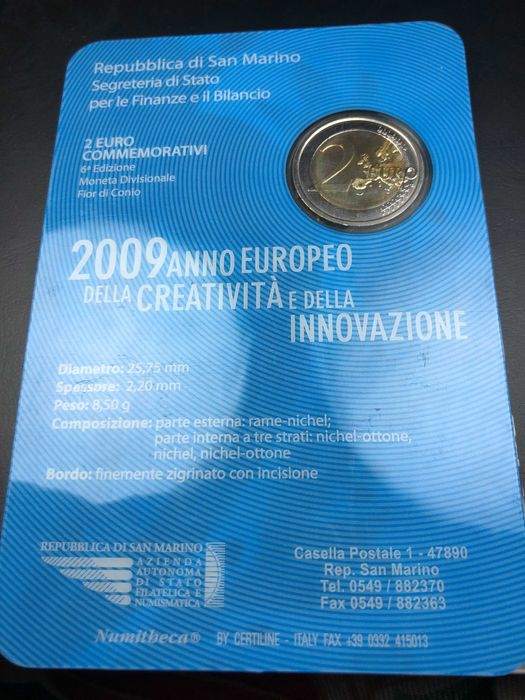 Repubblica di San Marino
Segreteria di Stato
per le Finanze e il Bilancio
2 EURO
COMMEMORATIVI
6ª Edizione
Moneta Divisionale
Fior di Conio
2
2009 ANNO EUROPEO
DELLA CREATIVITÀ E DELLA
INNOVAZIONE
Diametro: 25,75 mm
Spessore: 2,20 mm
Peso: 8,50 g
Composizione: parte esterna: rame-nichel;
parte interna a tre strati: nichel-ottone,
nichel, nichel-ottone
Bordo: finemente zigrinato con incisione
REPUBBLICA DI SAN MARINO
AZIENDA
AUTONOMA
DI STATO
FILATELICA E
NUMISMATICA
Casella Postale 1 - 47890
Rep. San Marino
Tel. 0549 / 882370
Fax 0549 / 882363
Numitheca® BY CERTILINE - ITALY FAX +39 0332 415013